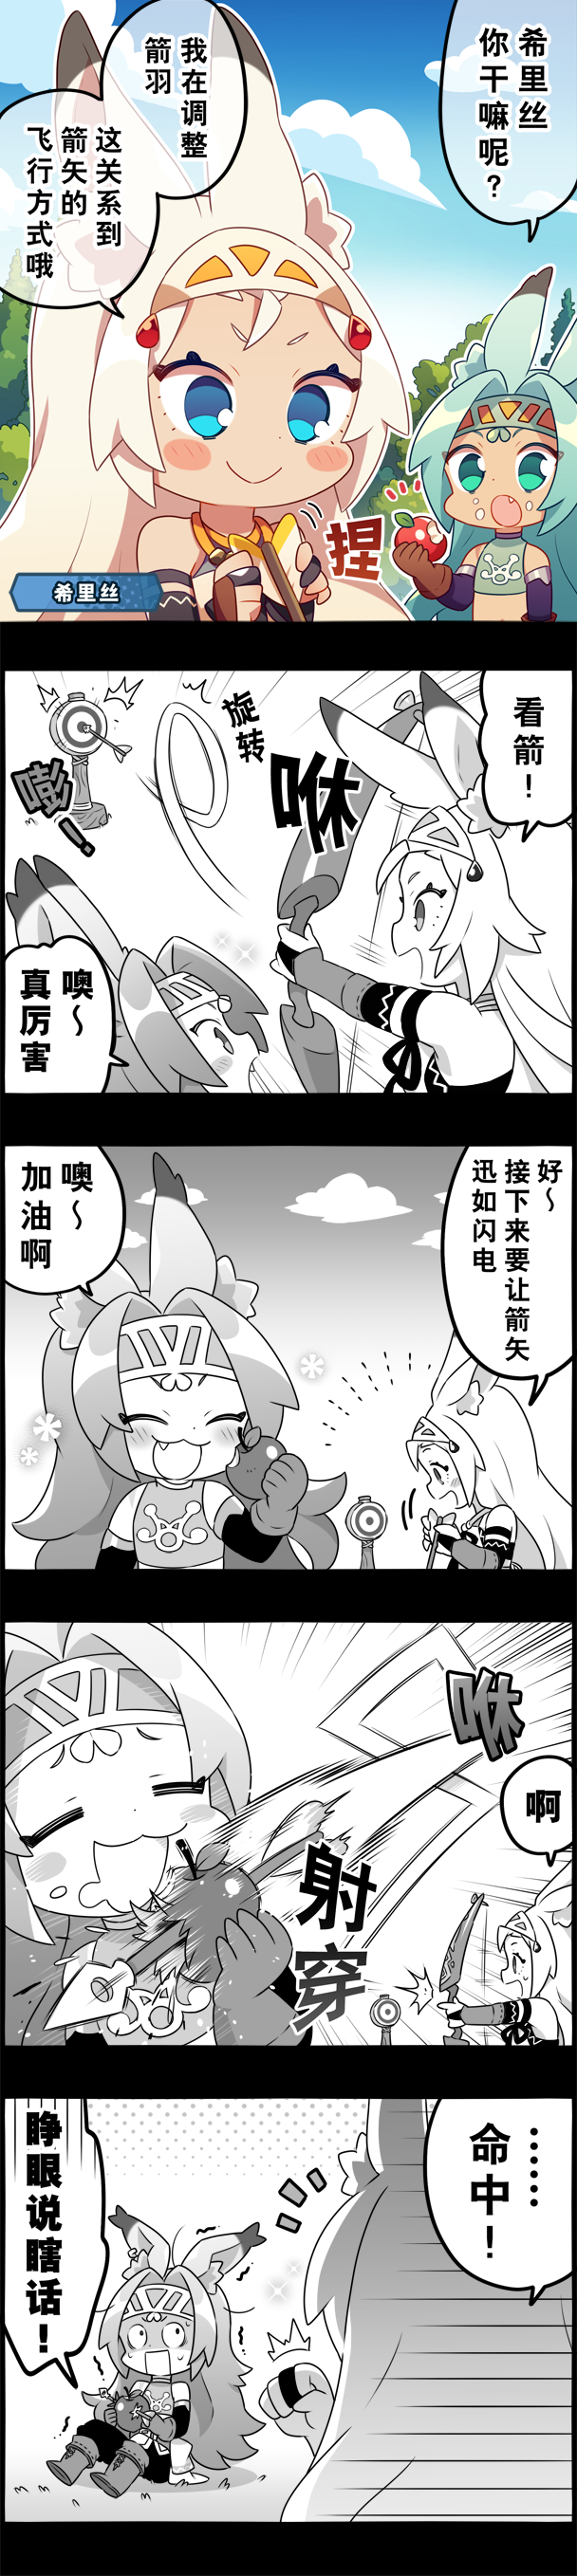 希里丝
你干嘛呢?
我在调整
箭羽
这关系到
箭矢的
飞行方式哦
捏
希里丝
看箭!
咻
旋转
嘭!
噢～
真厉害
好～
接下来要让箭矢
迅如闪电
噢～
加油啊
咻
啊
射穿
……
命中!
睁眼说瞎话!